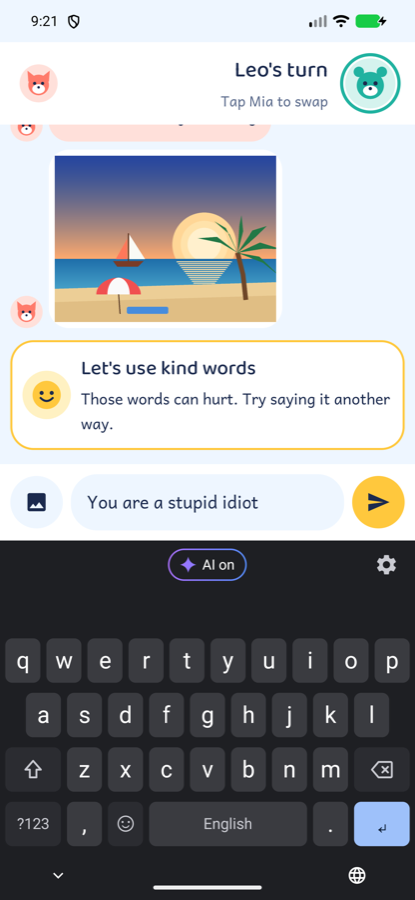 9:21
Leo's turn
Tap Mia to swap
Let's use kind words
Those words can hurt. Try saying it another
way.
You are a stupid idiot
AI on
q w e r t y u i o p
a s d f g h j k l
z x c v b n m
?123 , English .